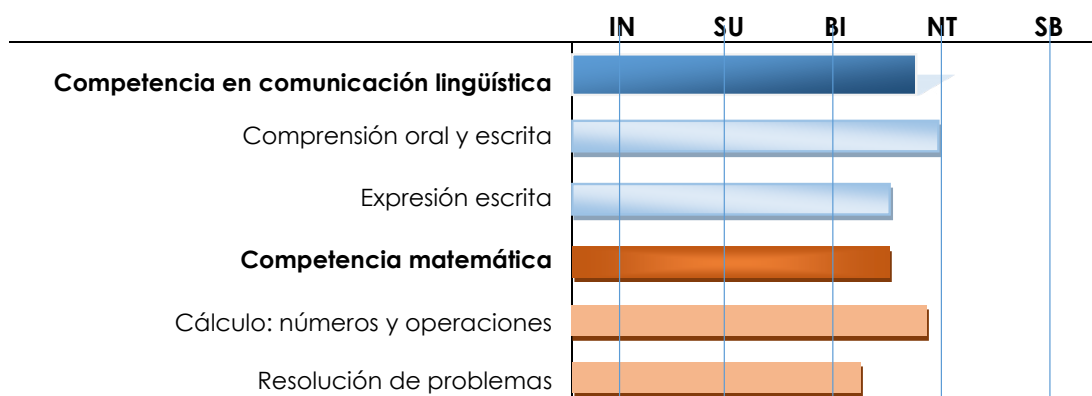 IN SU BI NT SB
Competencia en comunicación lingüística
Comprensión oral y escrita
Expresión escrita
Competencia matemática
Cálculo: números y operaciones
Resolución de problemas